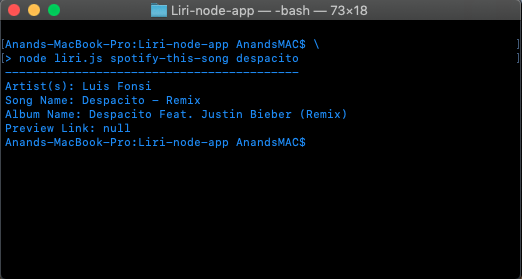 Liri-node-app — -bash — 73×18
[Anands-MacBook-Pro:Liri-node-app AnandsMAC$ \ ]
[> node liri.js spotify-this-song despacito ]
------------------------------------------
Artist(s): Luis Fonsi
Song Name: Despacito - Remix
Album Name: Despacito Feat. Justin Bieber (Remix)
Preview Link: null
Anands-MacBook-Pro:Liri-node-app AnandsMAC$